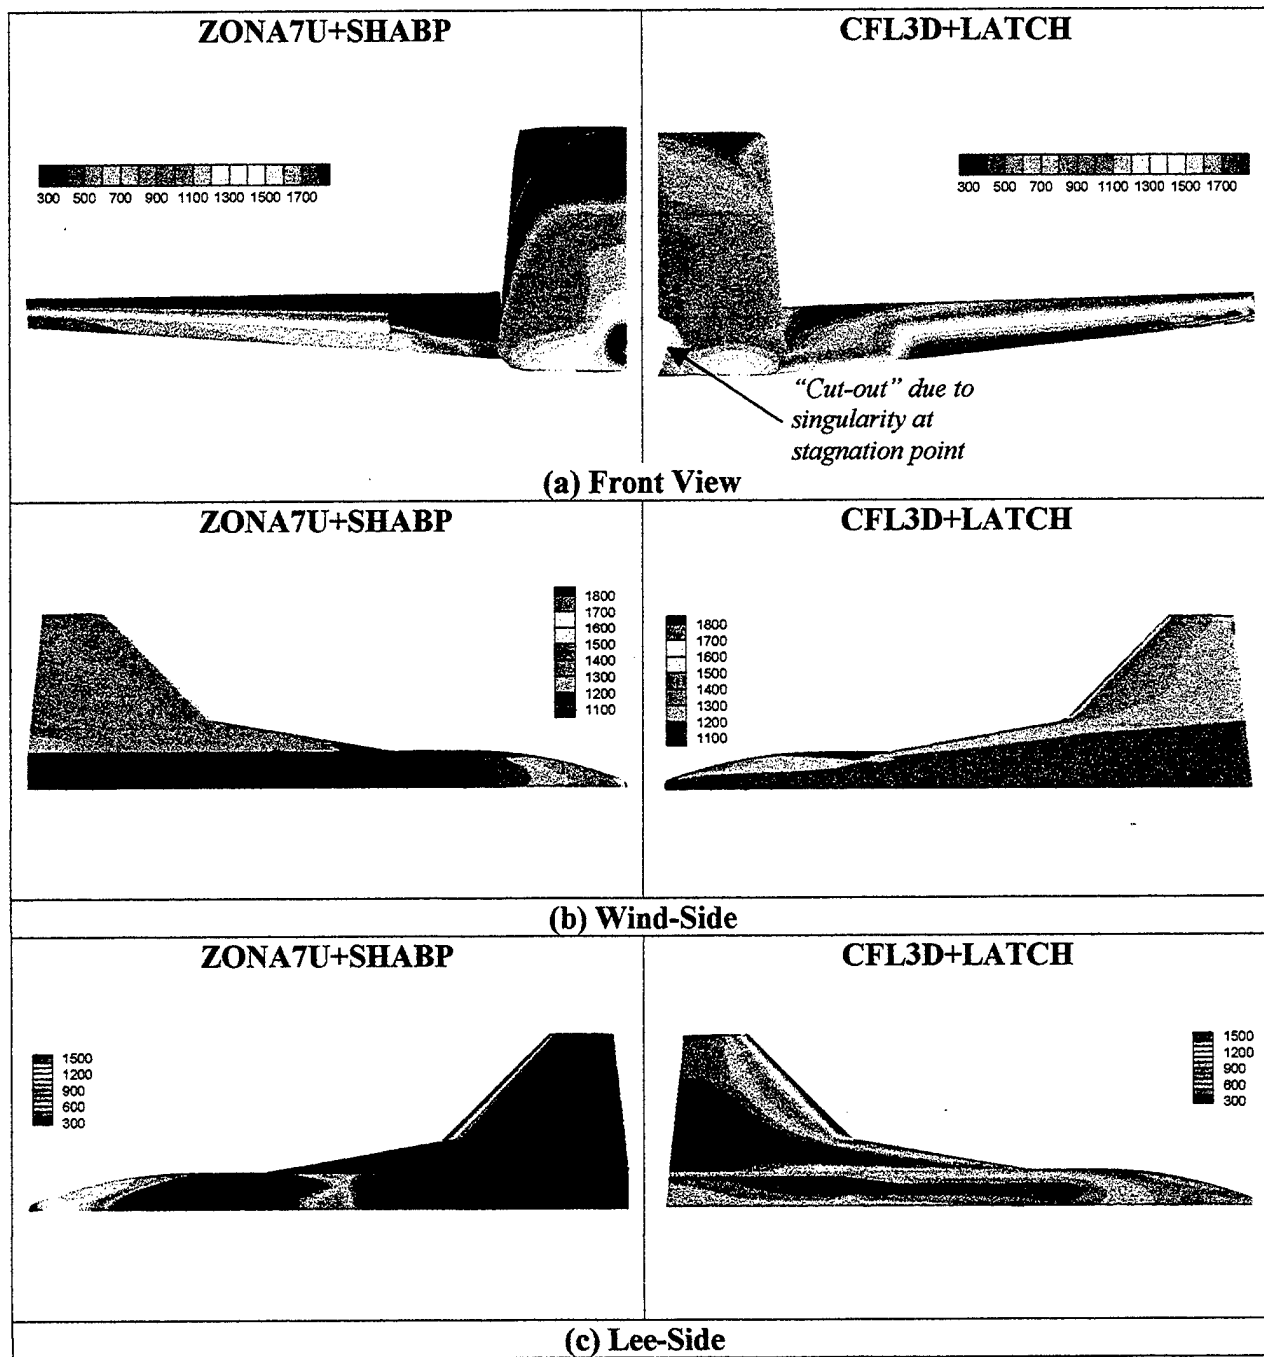 ZONA7U+SHABP
CFL3D+LATCH
300 500 700 900 1100 1300 1500 1700
300 500 700 900 1100 1300 1500 1700
“Cut-out” due to
singularity at
stagnation point
(a) Front View
ZONA7U+SHABP
CFL3D+LATCH
1800
1700
1600
1500
1400
1300
1200
1100
1800
1700
1600
1500
1400
1300
1200
1100
(b) Wind-Side
ZONA7U+SHABP
CFL3D+LATCH
1500
1200
900
600
300
1500
1200
900
600
300
(c) Lee-Side